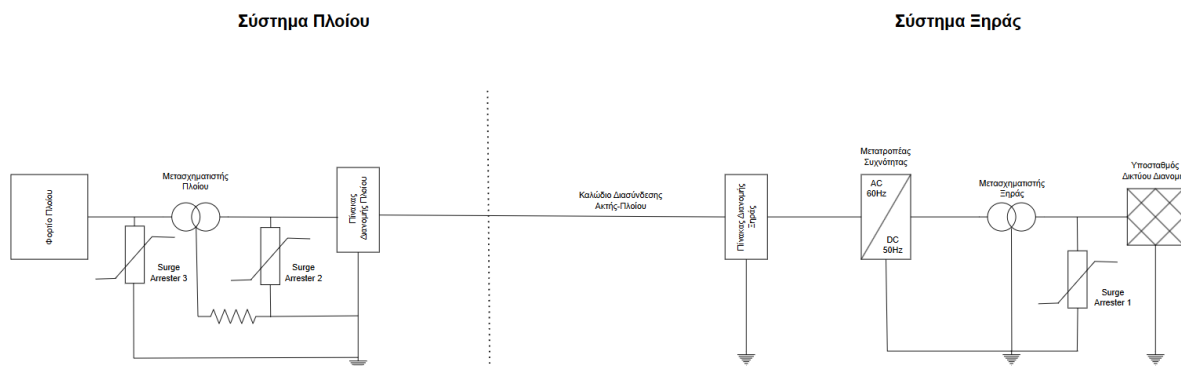 Σύστημα Πλοίου
Σύστημα Ξηράς
Φορτίο Πλοίου
Μετασχηματιστής
Πλοίου
Surge
Arrester 3
Surge
Arrester 2
Πίνακας
Διανομής Πλοίου
Καλώδιο Διασύνδεσης
Ακτής-Πλοίου
Πίνακας Διανομής
Ξηράς
Μετατροπέας
Συχνότητας
AC
60Hz
DC
50Hz
Μετασχηματιστής
Ξηράς
Surge
Arrester 1
Υποσταθμός
Δικτύου Διανομ